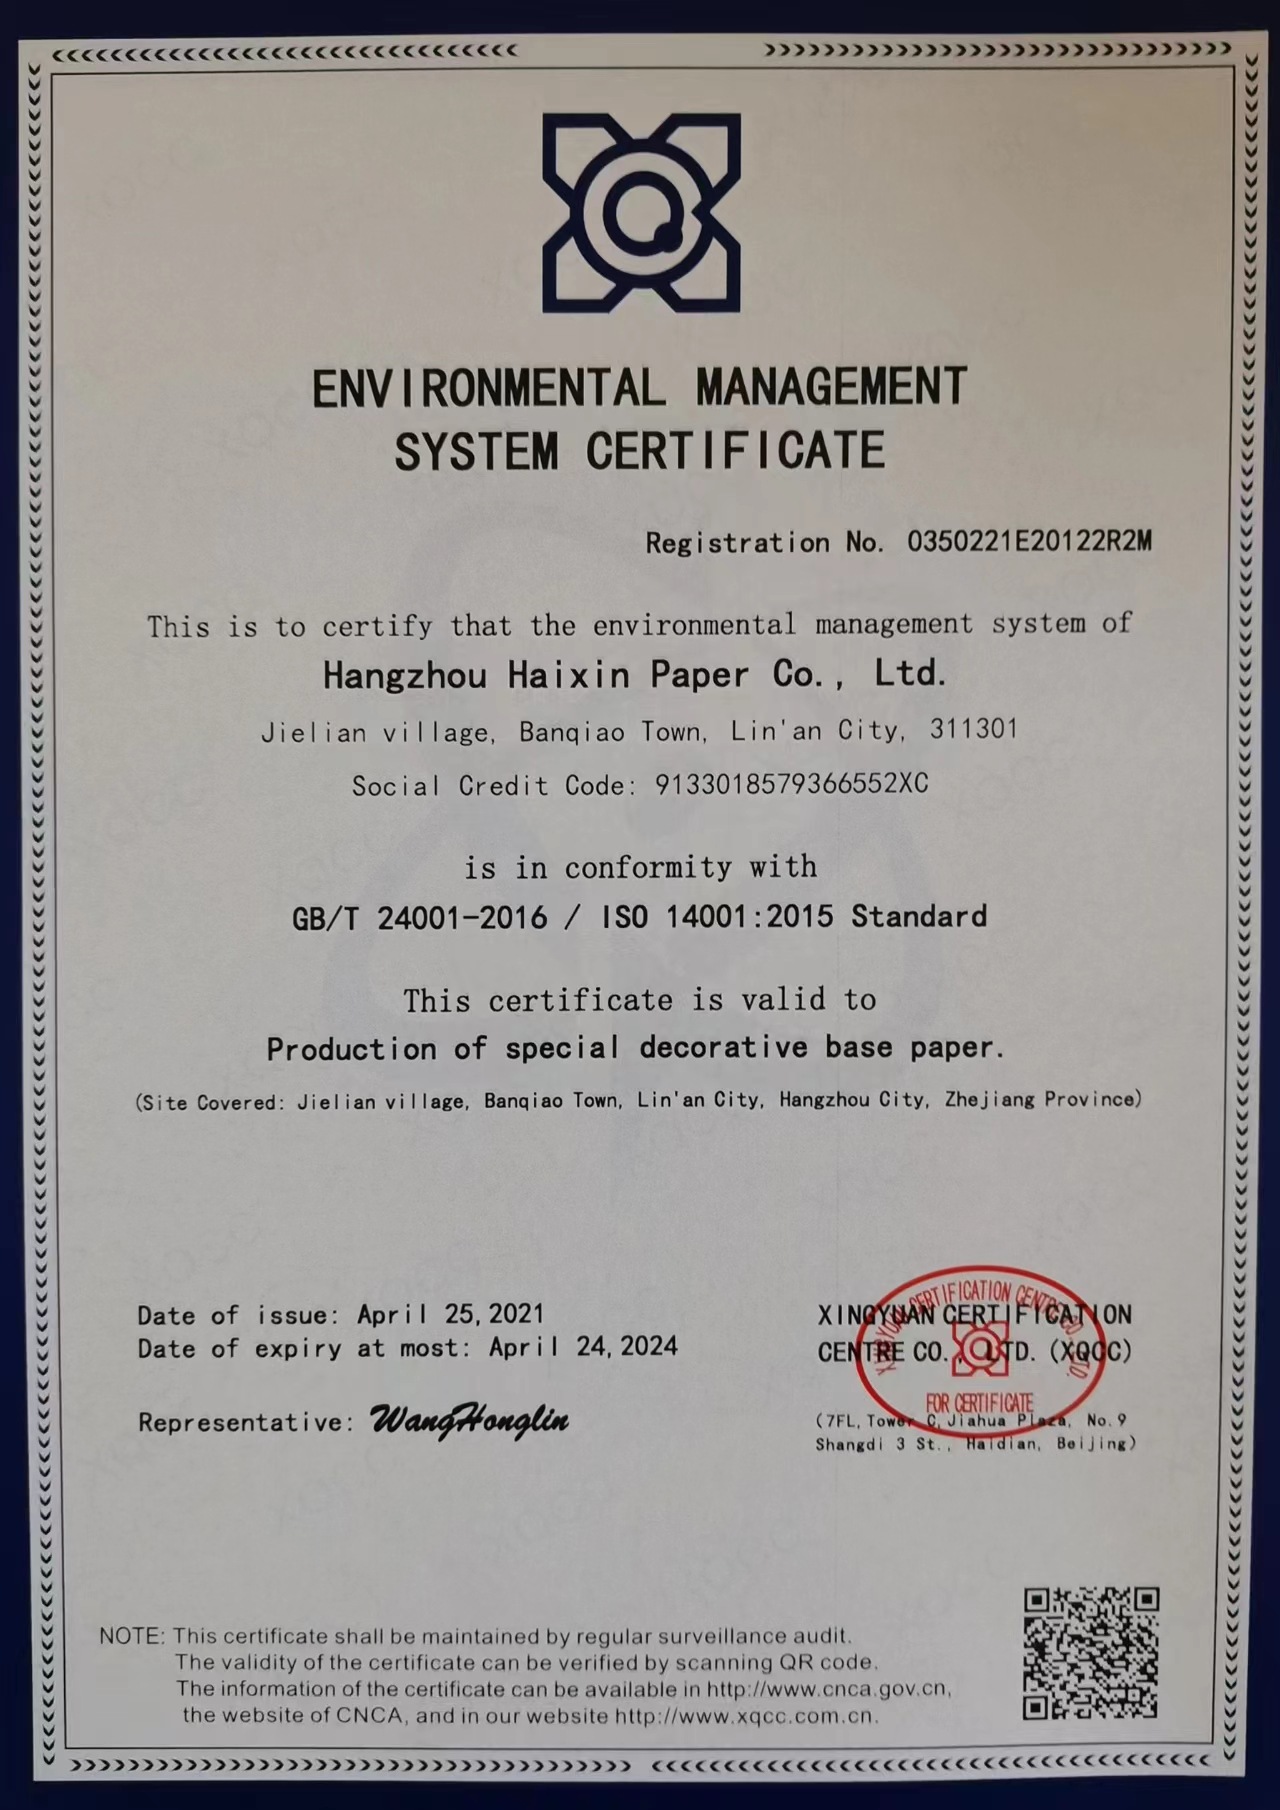 ENVIRONMENTAL MANAGEMENT
SYSTEM CERTIFICATE
Registration No. 0350221E20122R2M
This is to certify that the environmental management system of
Hangzhou Haixin Paper Co., Ltd.
Jielian village, Banqiao Town, Lin'an City, 311301
Social Credit Code: 9133018579366552XC
is in conformity with
GB/T 24001-2016 / ISO 14001:2015 Standard
This certificate is valid to
Production of special decorative base paper.
(Site Covered: Jielian village, Banqiao Town, Lin'an City, Hangzhou City, Zhejiang Province)
Date of issue: April 25, 2021
Date of expiry at most: April 24, 2024
Representative: WangHonglin
XINGYUAN CERTIFICATION
CENTRE CO., LTD. (XQCC)
(7FL, Tower C, Jiahua Plaza, No. 9
Shangdi 3 St., Haidian, Beijing)
XINGYUAN CERTIFICATION CENTRE CO., LTD.
FOR CERTIFICATE
NOTE: This certificate shall be maintained by regular surveillance audit.
The validity of the certificate can be verified by scanning QR code.
The information of the certificate can be available in http://www.cnca.gov.cn,
the website of CNCA, and in our website http://www.xqcc.com.cn.